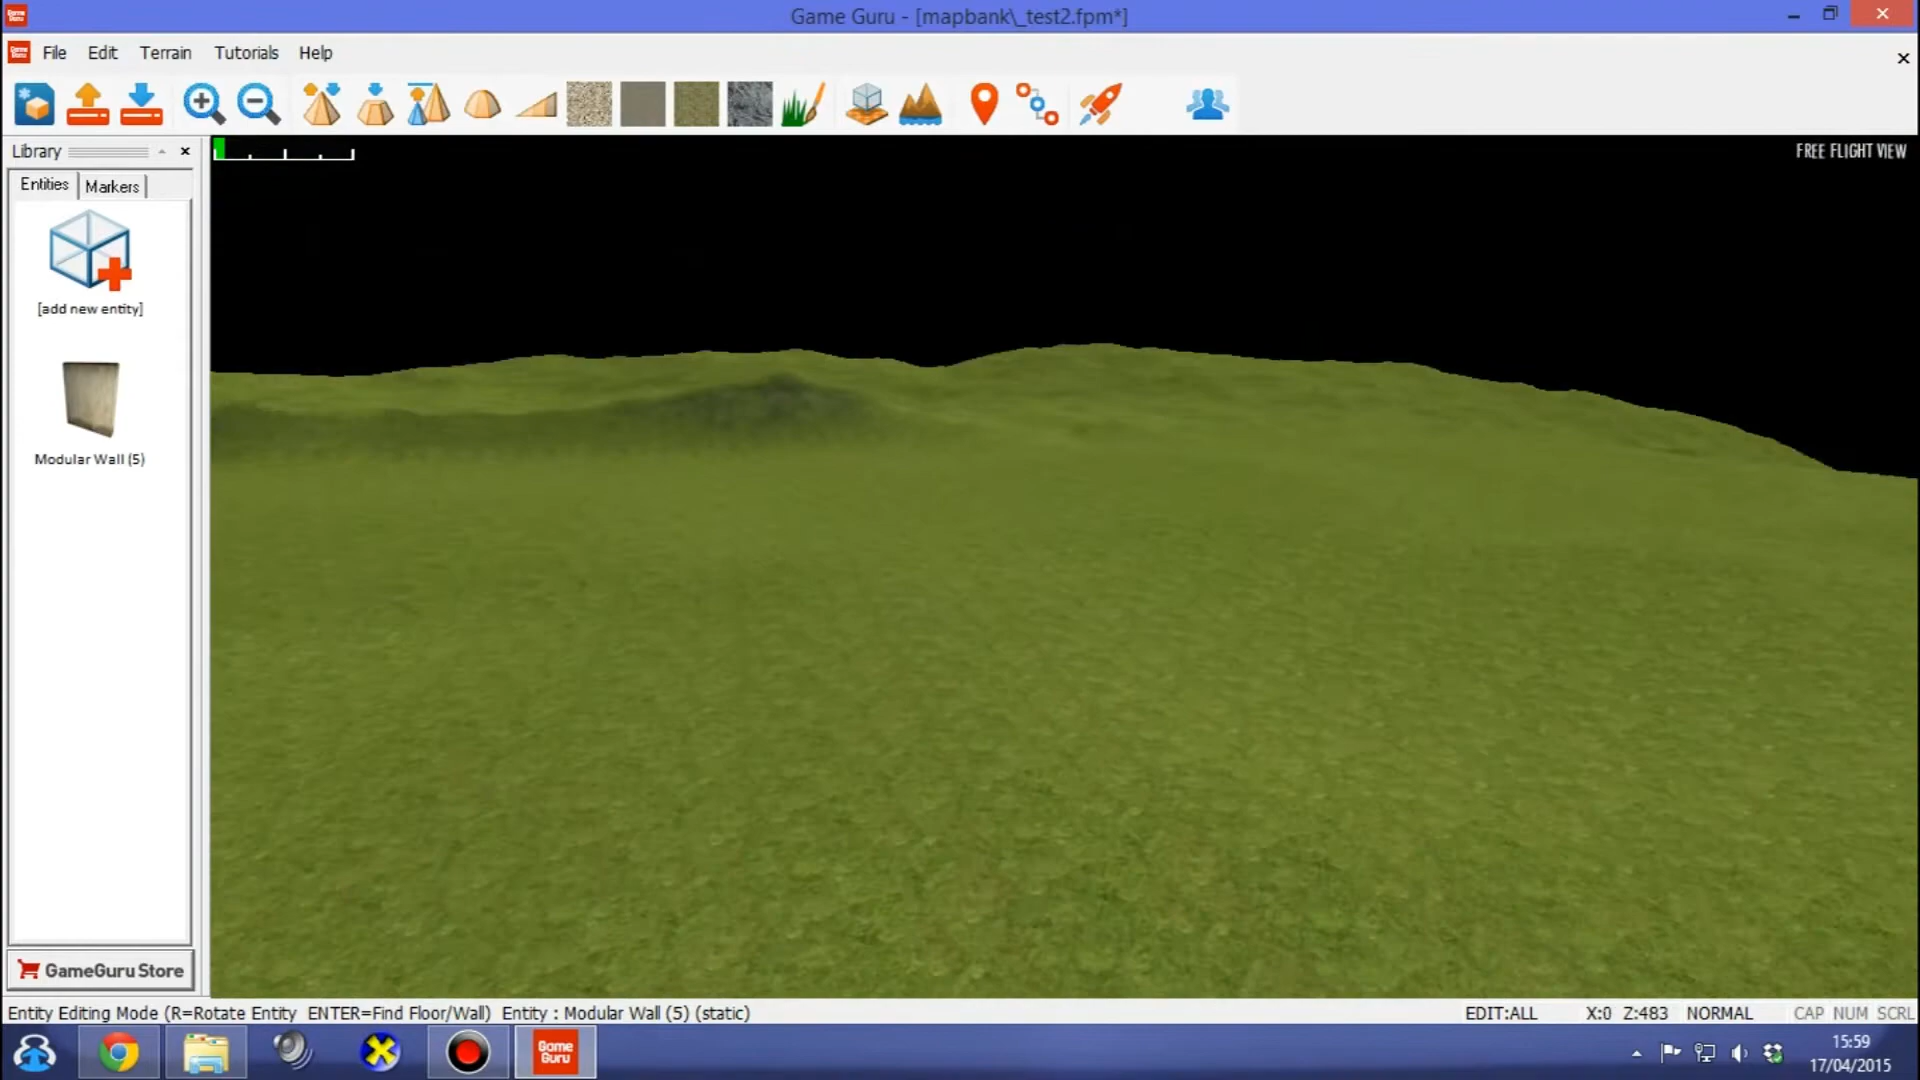 Game Guru - [mapbank\_test2.fpm*]
File Edit Terrain Tutorials Help
Library
FREE FLIGHT VIEW
Entities Markers
[add new entity]
Modular Wall (5)
GameGuru Store
Entity Editing Mode (R=Rotate Entity ENTER=Find Floor/Wall) Entity : Modular Wall (5) (static) EDIT:ALL X:0 Z:483 NORMAL CAP NUM SCRL
Game
Guru
15:59
17/04/2015